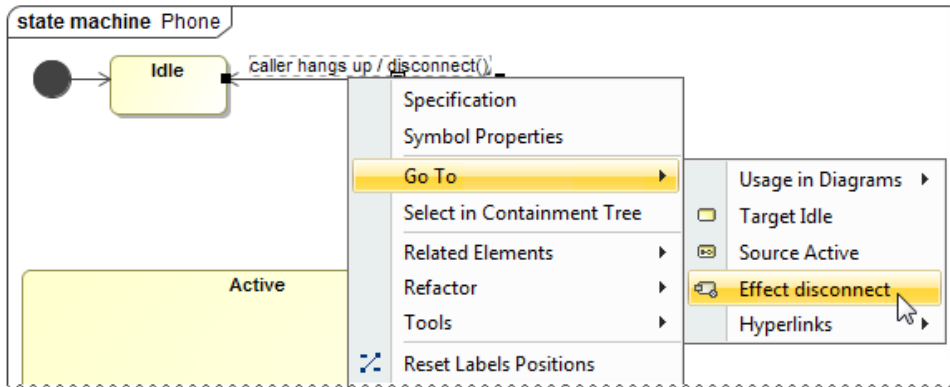 state machine Phone
Idle
caller hangs up / disconnect()
Specification
Symbol Properties
Go To
Select in Containment Tree
Related Elements
Refactor
Tools
Reset Labels Positions
Usage in Diagrams
Target Idle
Source Active
Effect disconnect
Hyperlinks
Active